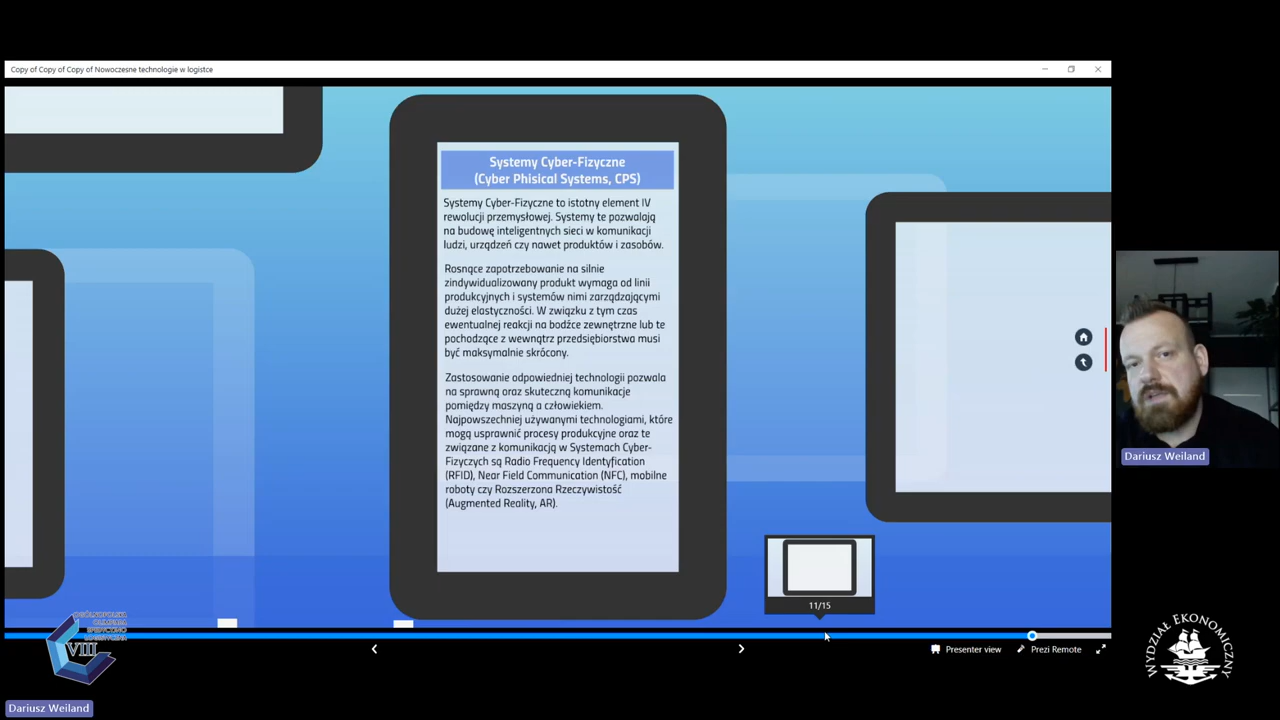 Copy of Copy of Copy of Nowoczesne technologie w logistce
Systemy Cyber-Fizyczne
(Cyber Phisical Systems, CPS)
Systemy Cyber-Fizyczne to istotny element IV
rewolucji przemysłowej. Systemy te pozwalają
na budowę inteligentnych sieci w komunikacji
ludzi, urządzeń czy nawet produktów i zasobów.
Rosnące zapotrzebowanie na silnie
zindywidualizowany produkt wymaga od linii
produkcyjnych i systemów nimi zarządzającymi
dużej elastyczności. W związku z tym czas
ewentualnej reakcji na bodźce zewnętrzne lub te
pochodzące z wewnątrz przedsiębiorstwa musi
być maksymalnie skrócony.
Zastosowanie odpowiedniej technologii pozwala
na sprawną oraz skuteczną komunikacje
pomiędzy maszyną a człowiekiem.
Najpowszechniej używanymi technologiami, które
mogą usprawnić procesy produkcyjne oraz te
związane z komunikacją w Systemach Cyber-
Fizyczych są Radio Frequency Identyfication
(RFID), Near Field Communication (NFC), mobilne
roboty czy Rozszerzona Rzeczywistość
(Augmented Reality, AR).
11/15
Presenter view
Prezi Remote
Dariusz Weiland
OGÓLNOPOLSKA
OLIMPIADA
SPEDYCYJNO
LOGISTYCZNA
VIII
Dariusz Weiland
WYDZIAŁ EKONOMICZNY